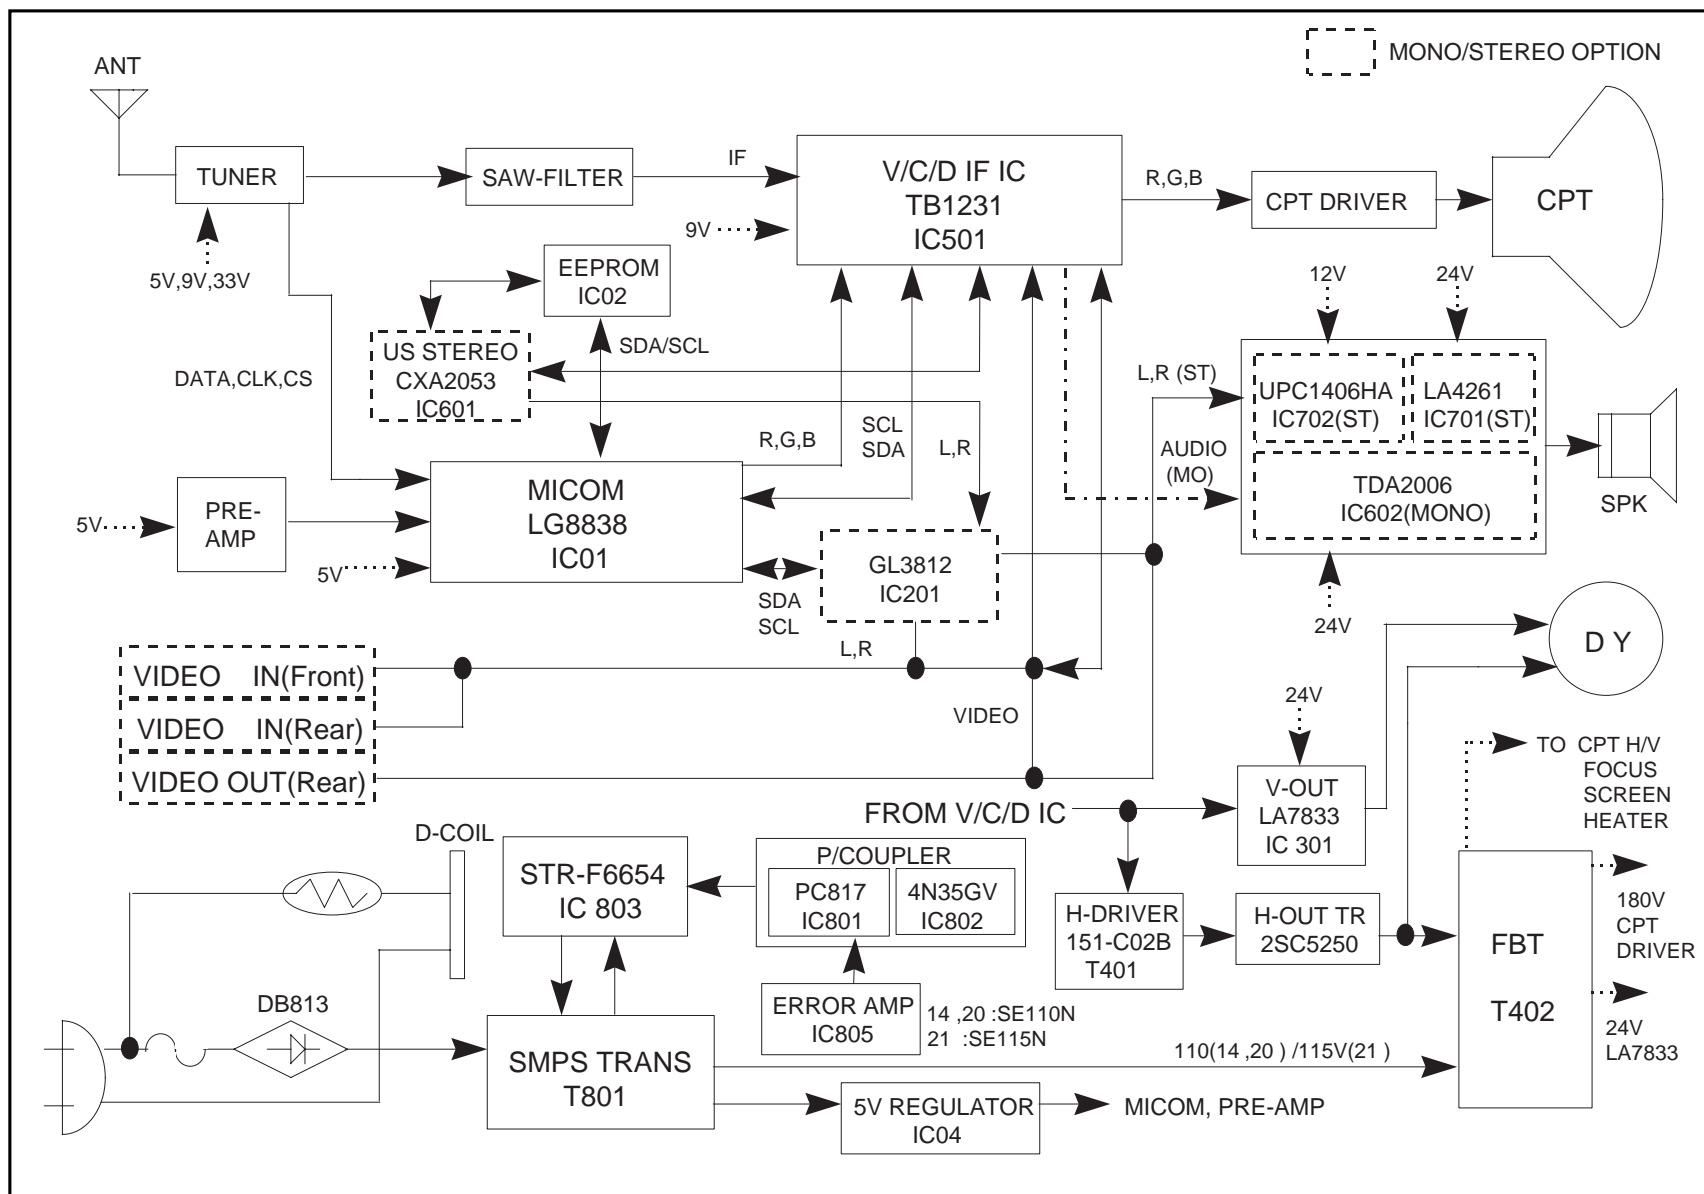 MONO/STEREO OPTION
ANT
TUNER
SAW-FILTER
IF
V/C/D IF IC
TB1231
IC501
R,G,B
CPT DRIVER
CPT
9V
5V,9V,33V
EEPROM
IC02
12V
24V
US STEREO
CXA2053
IC601
SDA/SCL
DATA,CLK,CS
L,R (ST)
UPC1406HA
IC702(ST)
LA4261
IC701(ST)
R,G,B
SCL
SDA
L,R
AUDIO
(MO)
TDA2006
IC602(MONO)
SPK
PRE-
AMP
5V
MICOM
LG8838
IC01
5V
GL3812
IC201
SDA
SCL
24V
D Y
L,R
VIDEO IN(Front)
VIDEO IN(Rear)
VIDEO OUT(Rear)
VIDEO
24V
TO CPT H/V
FOCUS
SCREEN
HEATER
FROM V/C/D IC
V-OUT
LA7833
IC 301
D-COIL
STR-F6654
IC 803
P/COUPLER
PC817
IC801
4N35GV
IC802
H-DRIVER
151-C02B
T401
H-OUT TR
2SC5250
FBT
T402
180V
CPT
DRIVER
DB813
ERROR AMP
IC805
14 ,20 :SE110N
21 :SE115N
24V
LA7833
SMPS TRANS
T801
110(14 ,20 ) /115V(21 )
5V REGULATOR
IC04
MICOM, PRE-AMP